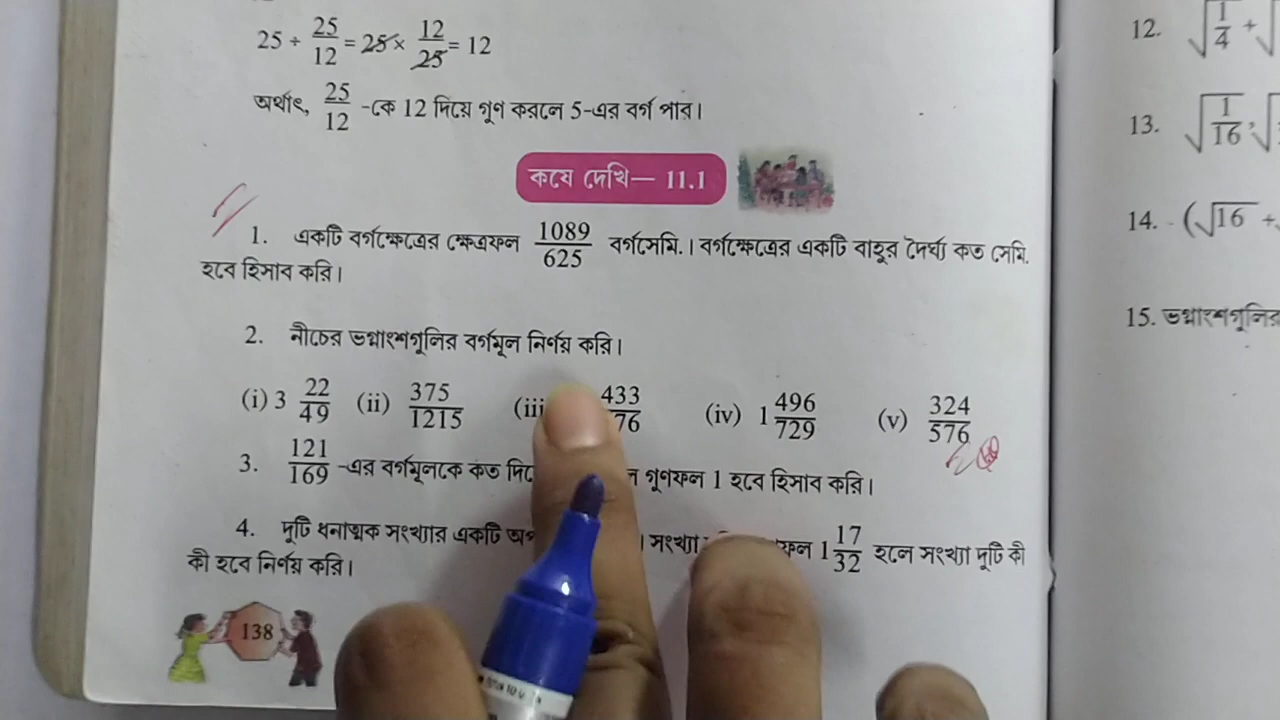 25 ÷ 25/12 = 25 × 12/25 = 12
অর্থাৎ, 25/12 -কে 12 দিয়ে গুণ করলে 5-এর বর্গ পাব।
কষে দেখি— 11.1
1. একটি বর্গক্ষেত্রের ক্ষেত্রফল 1089/625 বর্গসেমি.। বর্গক্ষেত্রের একটি বাহুর দৈর্ঘ্য কত সেমি.
হবে হিসাব করি।
2. নীচের ভগ্নাংশগুলির বর্গমূল নির্ণয় করি।
(i) 3 22/49 (ii) 375/1215 (iii 433/76 (iv) 1 496/729 (v) 324/576
3. 121/169 -এর বর্গমূলকে কত গুণফল 1 হবে হিসাব করি।
4. দুটি ধনাত্মক সংখ্যার একটি 1 17/32 হলে সংখ্যা দুটি কী
কী হবে নির্ণয় করি।
138
12. √1/4 + √
13. √1/16 , √
14. (√16 +
15. ভগ্নাংশগুলির